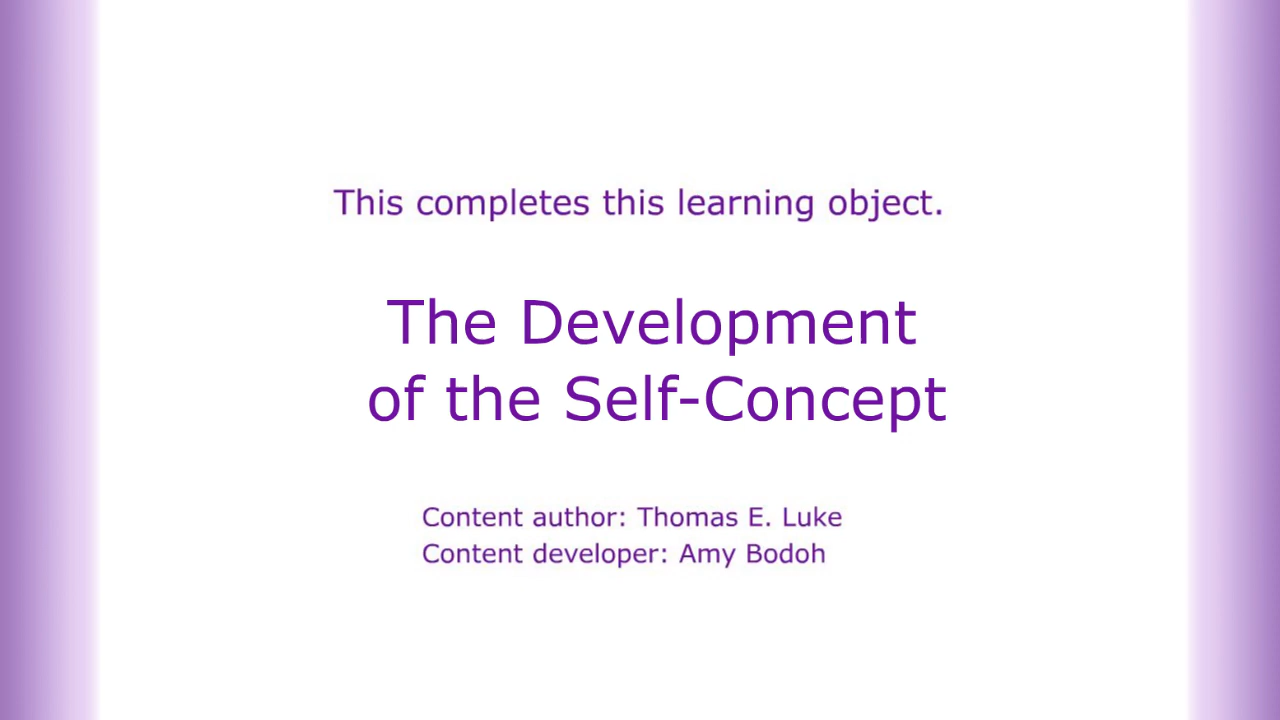 This completes this learning object.
The Development
of the Self-Concept
Content author: Thomas E. Luke
Content developer: Amy Bodoh